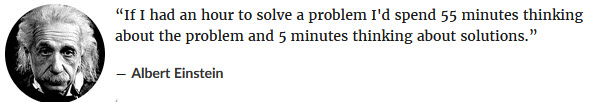 “If I had an hour to solve a problem I'd spend 55 minutes thinking
about the problem and 5 minutes thinking about solutions.”
— Albert Einstein